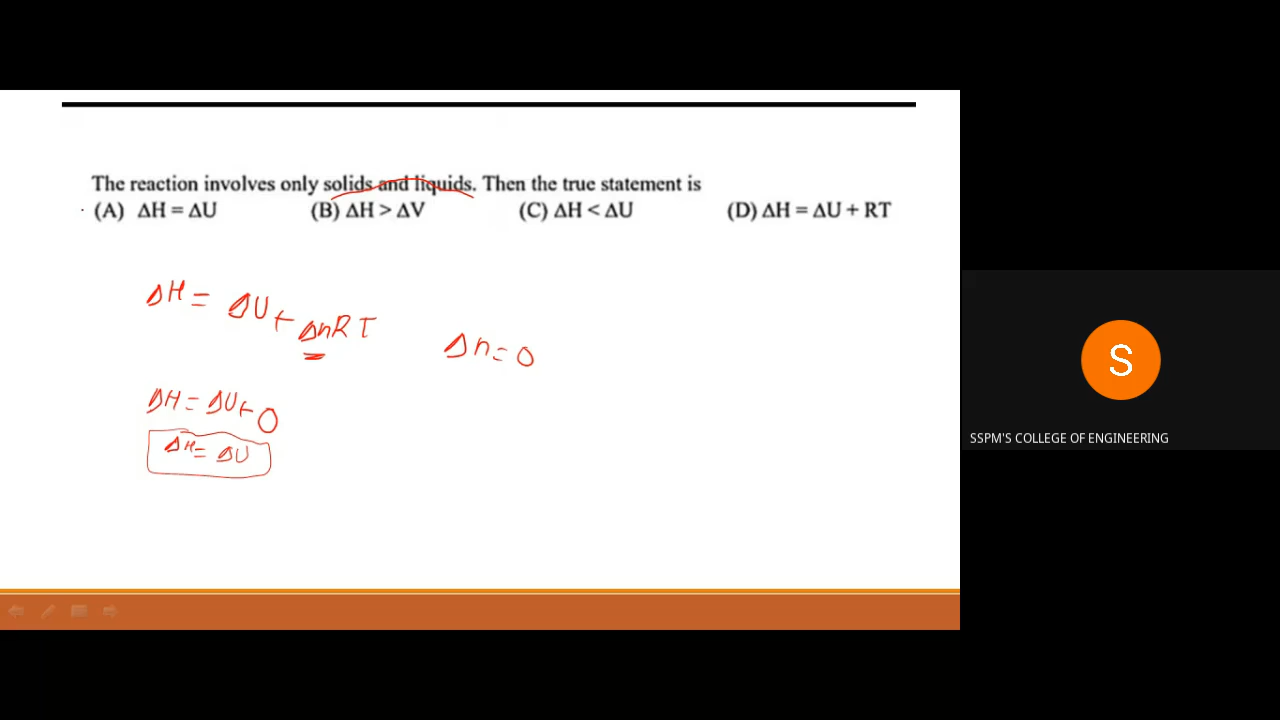 The reaction involves only solids and liquids. Then the true statement is
(A) ΔH = ΔU (B) ΔH > ΔV (C) ΔH < ΔU (D) ΔH = ΔU + RT
ΔH = ΔU + ΔnRT
Δn = 0
ΔH = ΔU + 0
ΔH = ΔU
S
SSPM'S COLLEGE OF ENGINEERING